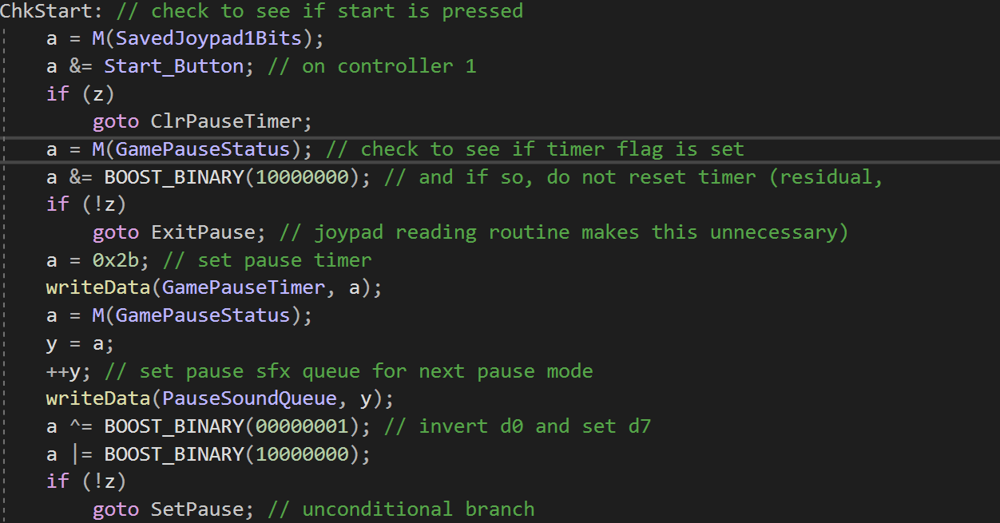 ChkStart: // check to see if start is pressed
a = M(SavedJoypad1Bits);
a &= Start_Button; // on controller 1
if (z)
goto ClrPauseTimer;
a = M(GamePauseStatus); // check to see if timer flag is set
a &= BOOST_BINARY(10000000); // and if so, do not reset timer (residual,
if (!z)
goto ExitPause; // joypad reading routine makes this unnecessary)
a = 0x2b; // set pause timer
writeData(GamePauseTimer, a);
a = M(GamePauseStatus);
y = a;
++y; // set pause sfx queue for next pause mode
writeData(PauseSoundQueue, y);
a ^= BOOST_BINARY(00000001); // invert d0 and set d7
a |= BOOST_BINARY(10000000);
if (!z)
goto SetPause; // unconditional branch